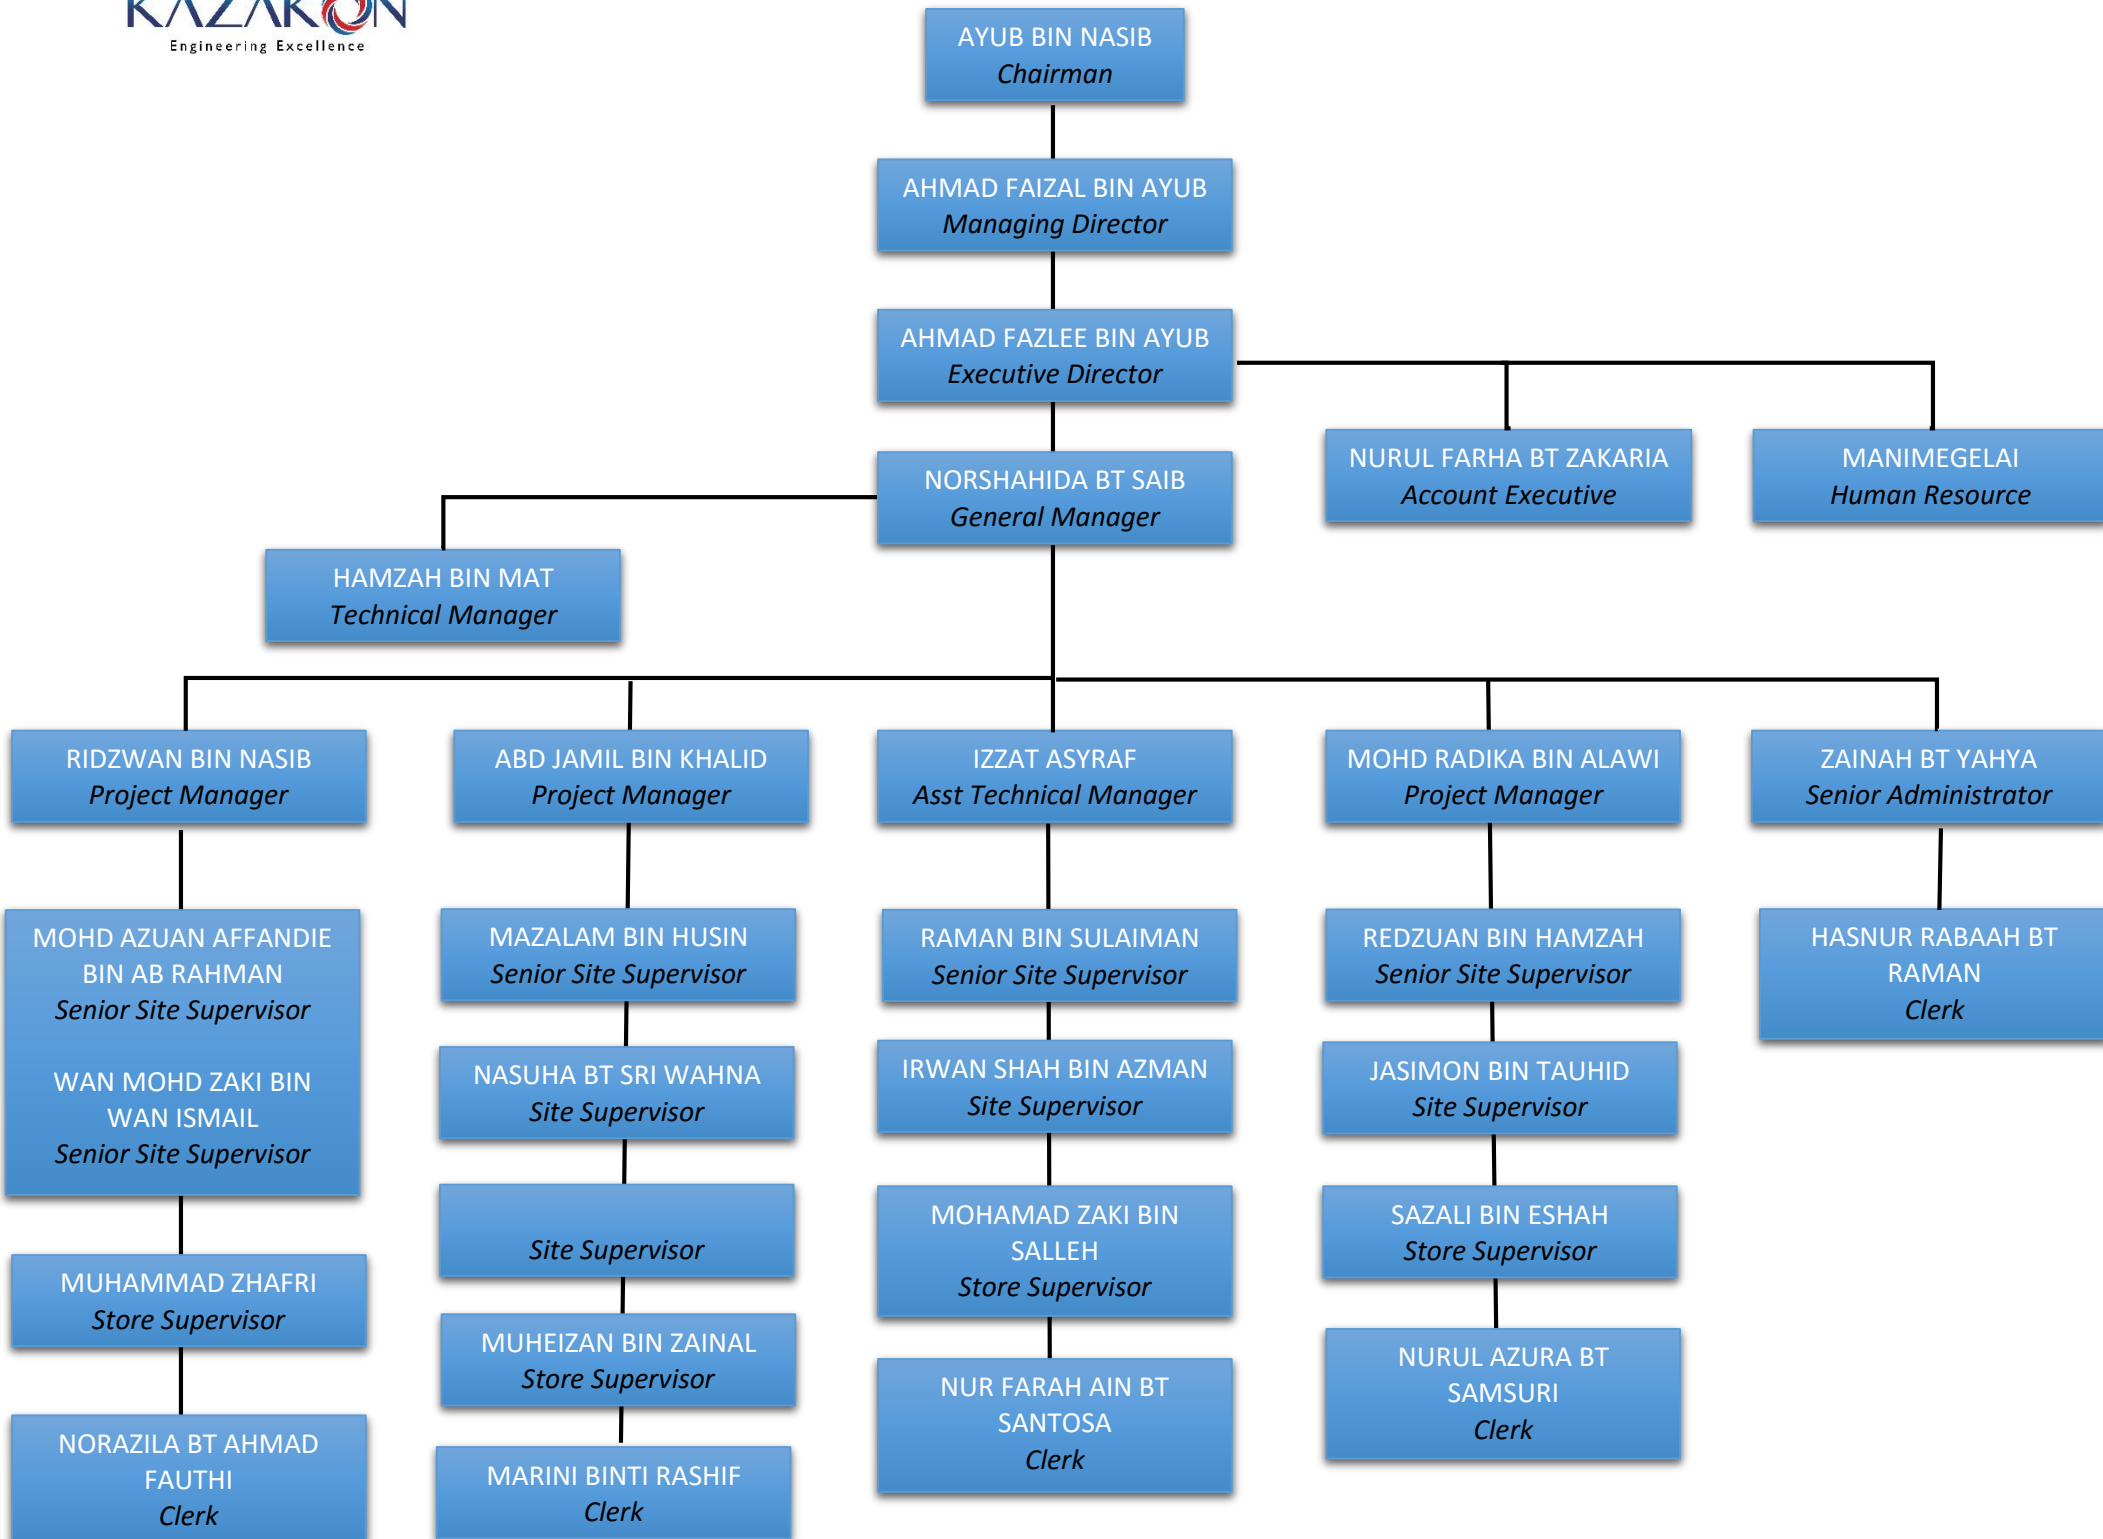 KAZAKON
Engineering Excellence
AYUB BIN NASIB
Chairman
AHMAD FAIZAL BIN AYUB
Managing Director
AHMAD FAZLEE BIN AYUB
Executive Director
NURUL FARHA BT ZAKARIA
Account Executive
MANIMEGELAI
Human Resource
NORSHAHIDA BT SAIB
General Manager
HAMZAH BIN MAT
Technical Manager
RIDZWAN BIN NASIB
Project Manager
ABD JAMIL BIN KHALID
Project Manager
IZZAT ASYRAF
Asst Technical Manager
MOHD RADIKA BIN ALAWI
Project Manager
ZAINAH BT YAHYA
Senior Administrator
MOHD AZUAN AFFANDIE
BIN AB RAHMAN
Senior Site Supervisor
WAN MOHD ZAKI BIN
WAN ISMAIL
Senior Site Supervisor
MUHAMMAD ZHAFRI
Store Supervisor
NORAZILA BT AHMAD
FAUTHI
Clerk
MAZALAM BIN HUSIN
Senior Site Supervisor
NASUHA BT SRI WAHNA
Site Supervisor
Site Supervisor
MUHEIZAN BIN ZAINAL
Store Supervisor
MARINI BINTI RASHIF
Clerk
RAMAN BIN SULAIMAN
Senior Site Supervisor
IRWAN SHAH BIN AZMAN
Site Supervisor
MOHAMAD ZAKI BIN
SALLEH
Store Supervisor
NUR FARAH AIN BT
SANTOSA
Clerk
REDZUAN BIN HAMZAH
Senior Site Supervisor
JASIMON BIN TAUHID
Site Supervisor
SAZALI BIN ESHAH
Store Supervisor
NURUL AZURA BT
SAMSURI
Clerk
HASNUR RABAAH BT
RAMAN
Clerk